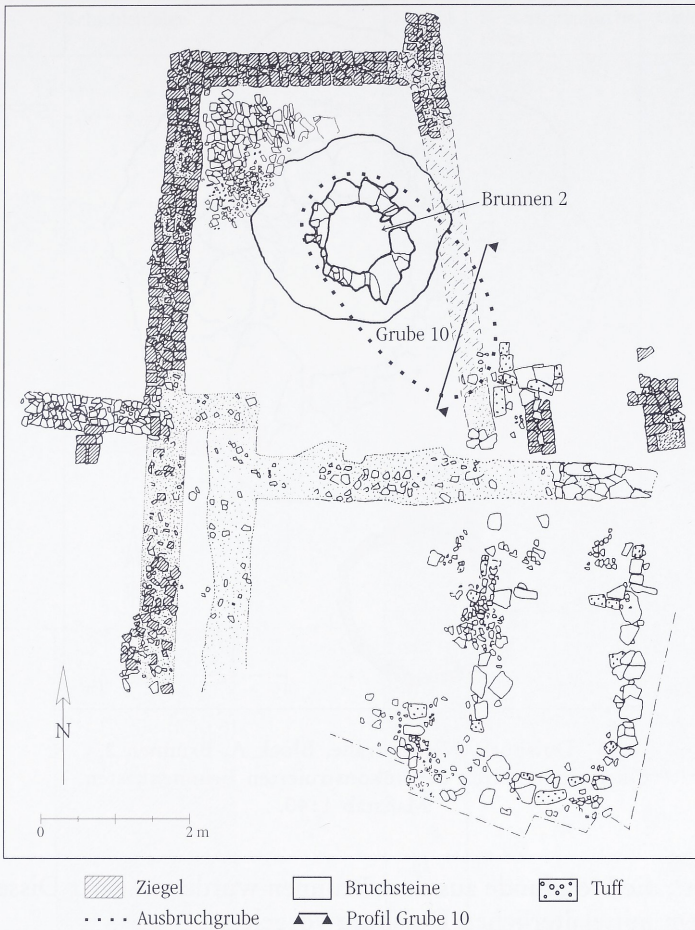 Brunnen 2
Grube 10
N
0 2 m
Ziegel Bruchsteine Tuff
Ausbruchgrube Profil Grube 10